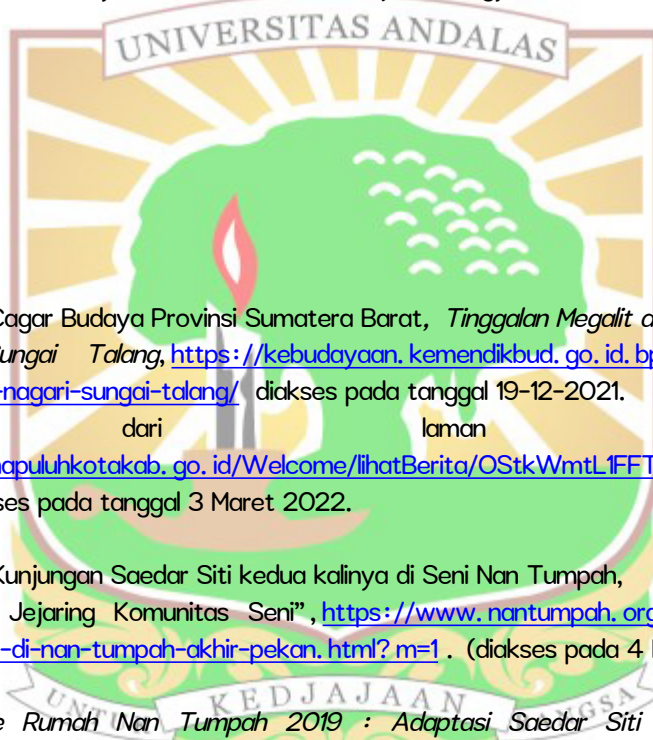 UNIVERSITAS ANDALAS
Cagar Budaya Provinsi Sumatera Barat, Tinggalan Megalit
Talang, https://kebudayaan.kemendikbud.go.id.bp
-nagari-sungai-talang/ diakses pada tanggal 19-12-2021.
dari laman
apuluhkotakab.go.id/Welcome/lihatBerita/OStkWmtL1FFT
ses pada tanggal 3 Maret 2022.
Kunjungan Saedar Siti kedua kalinya di Seni Nan Tumpah,
Jejaring Komunitas Seni”, https://www.nantumpah.org
-di-nan-tumpah-akhir-pekan.html?m=1 . (diakses pada 4
UNTUK KEDJAJAAN BANGSA
e Rumah Nan Tumpah 2019 : Adaptasi Saedar Siti